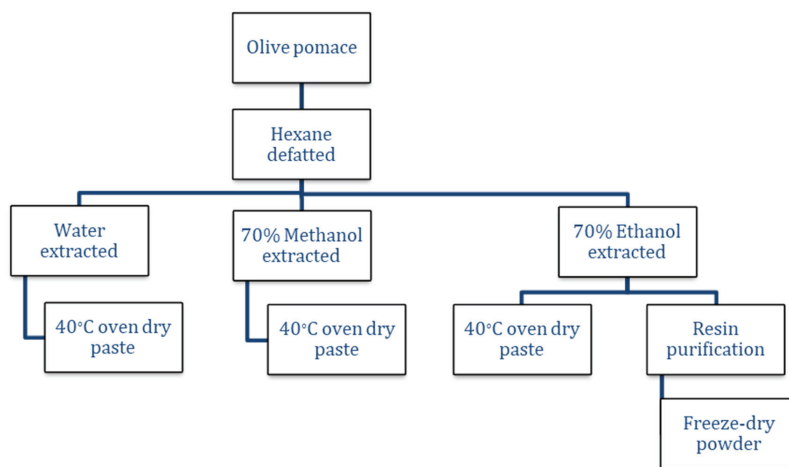 Olive pomace
Hexane
defatted
Water
extracted
70% Methanol
extracted
70% Ethanol
extracted
40°C oven dry
paste
40°C oven dry
paste
40°C oven dry
paste
Resin
purification
Freeze-dry
powder